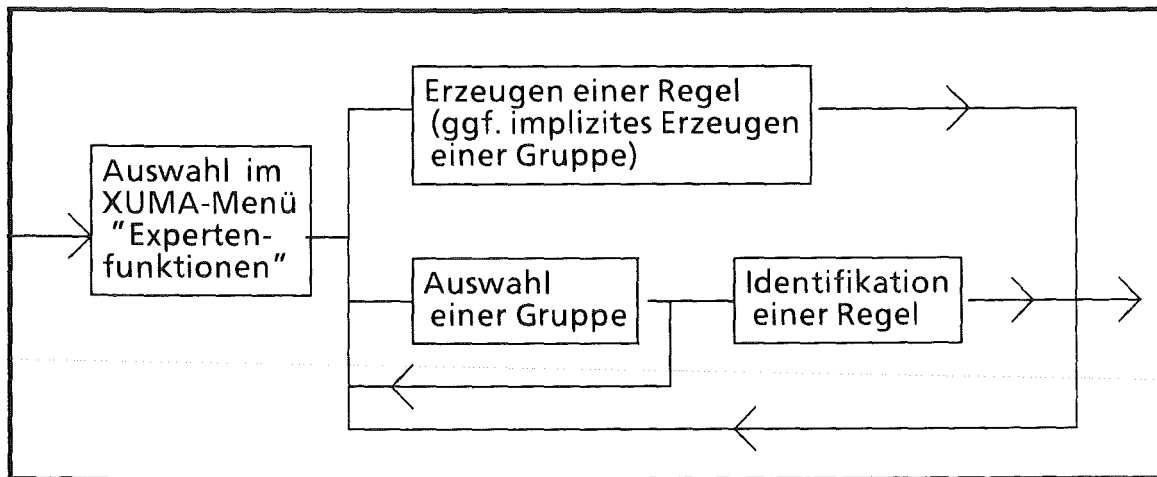 Erzeugen einer Regel
(ggf. implizites Erzeugen
einer Gruppe)
Auswahl im
XUMA-Menü
"Experten-
funktionen"
Auswahl
einer Gruppe
Identifikation
einer Regel